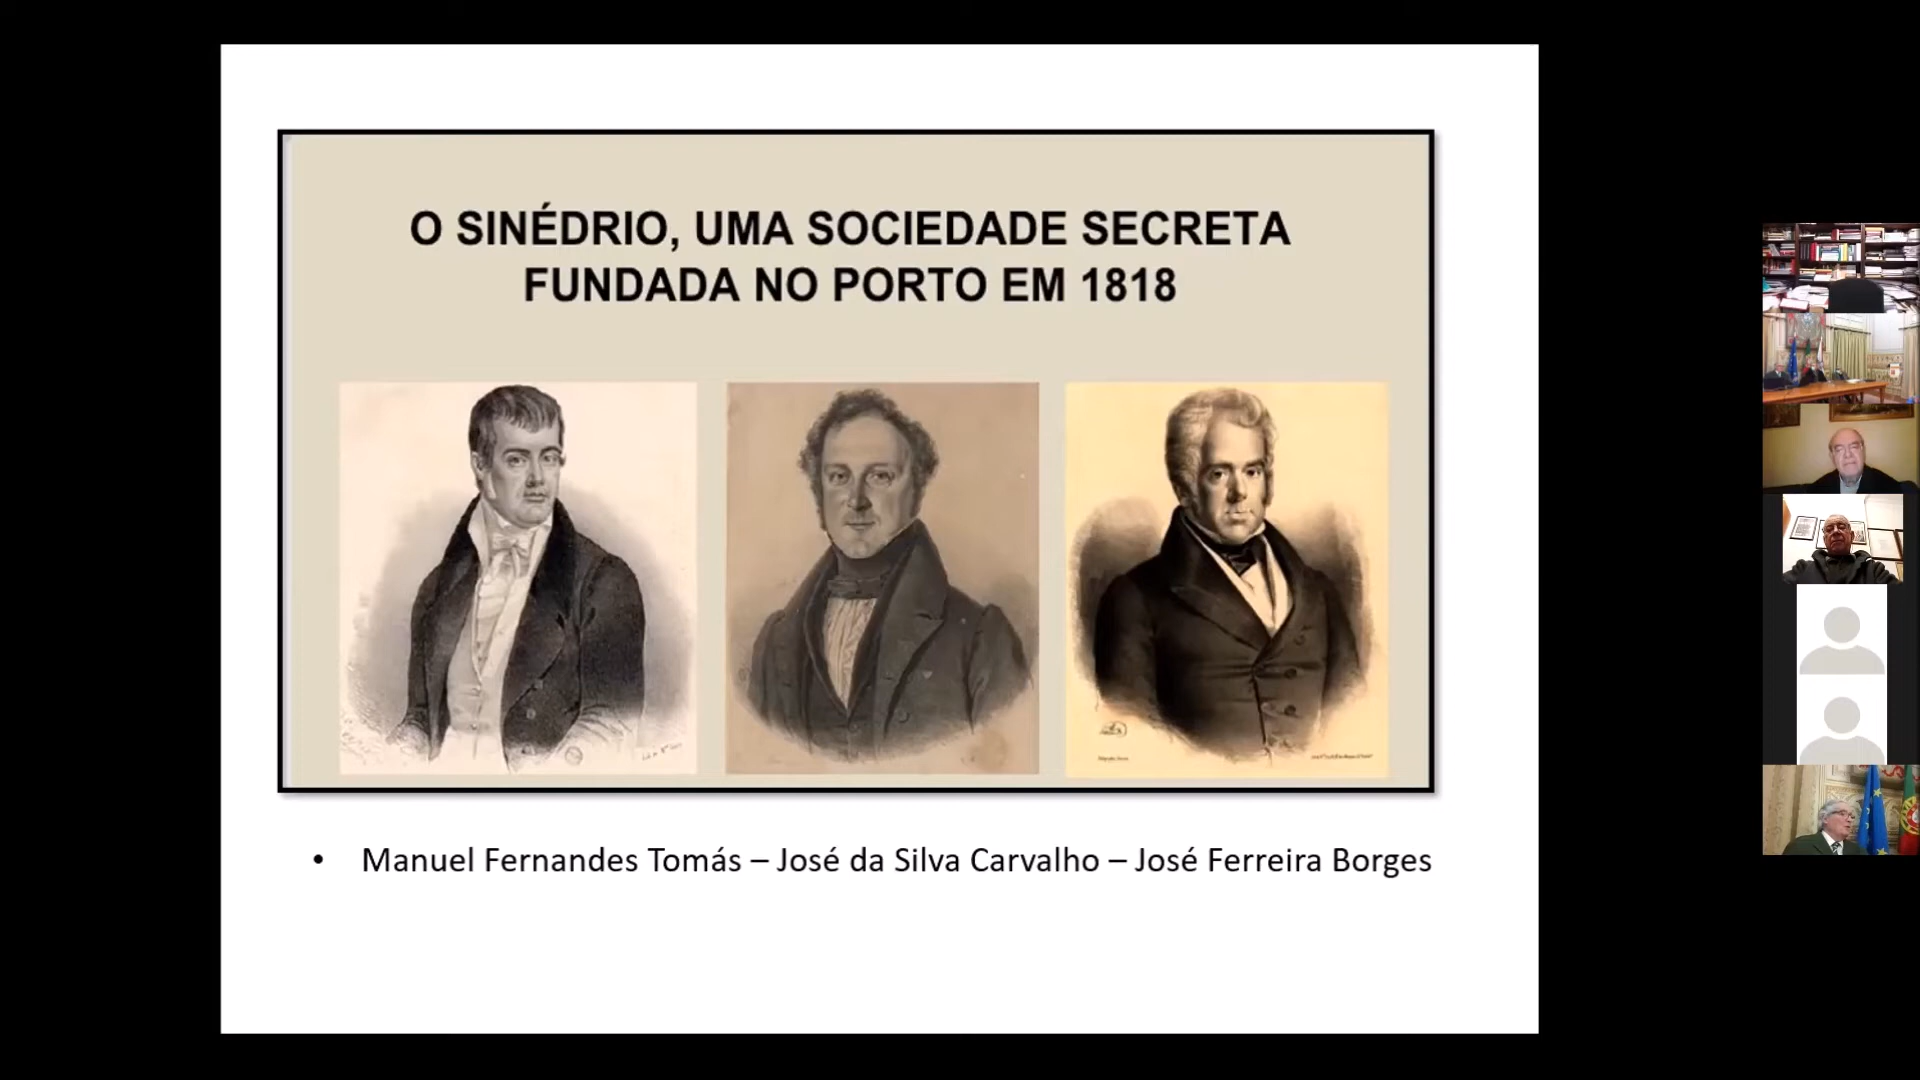 O SINÉDRIO, UMA SOCIEDADE SECRETA
FUNDADA NO PORTO EM 1818
• Manuel Fernandes Tomás – José da Silva Carvalho – José Ferreira Borges